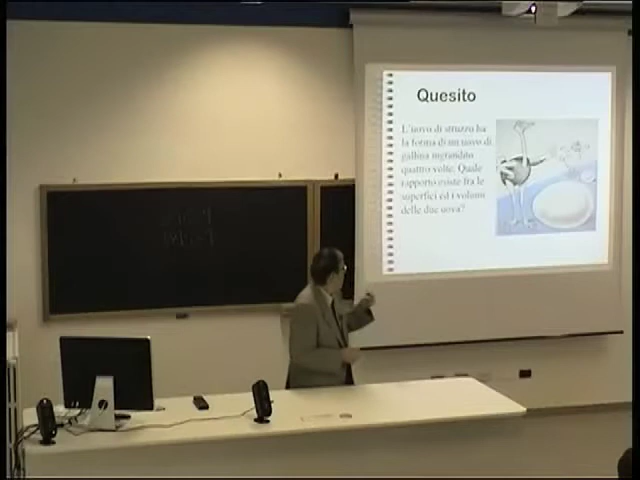 Quesito
L'uovo di struzzo ha
la forma di un uovo di
gallina ingrandito
quattro volte. Quale
rapporto esiste fra le
superfici ed i volumi
delle due uova?